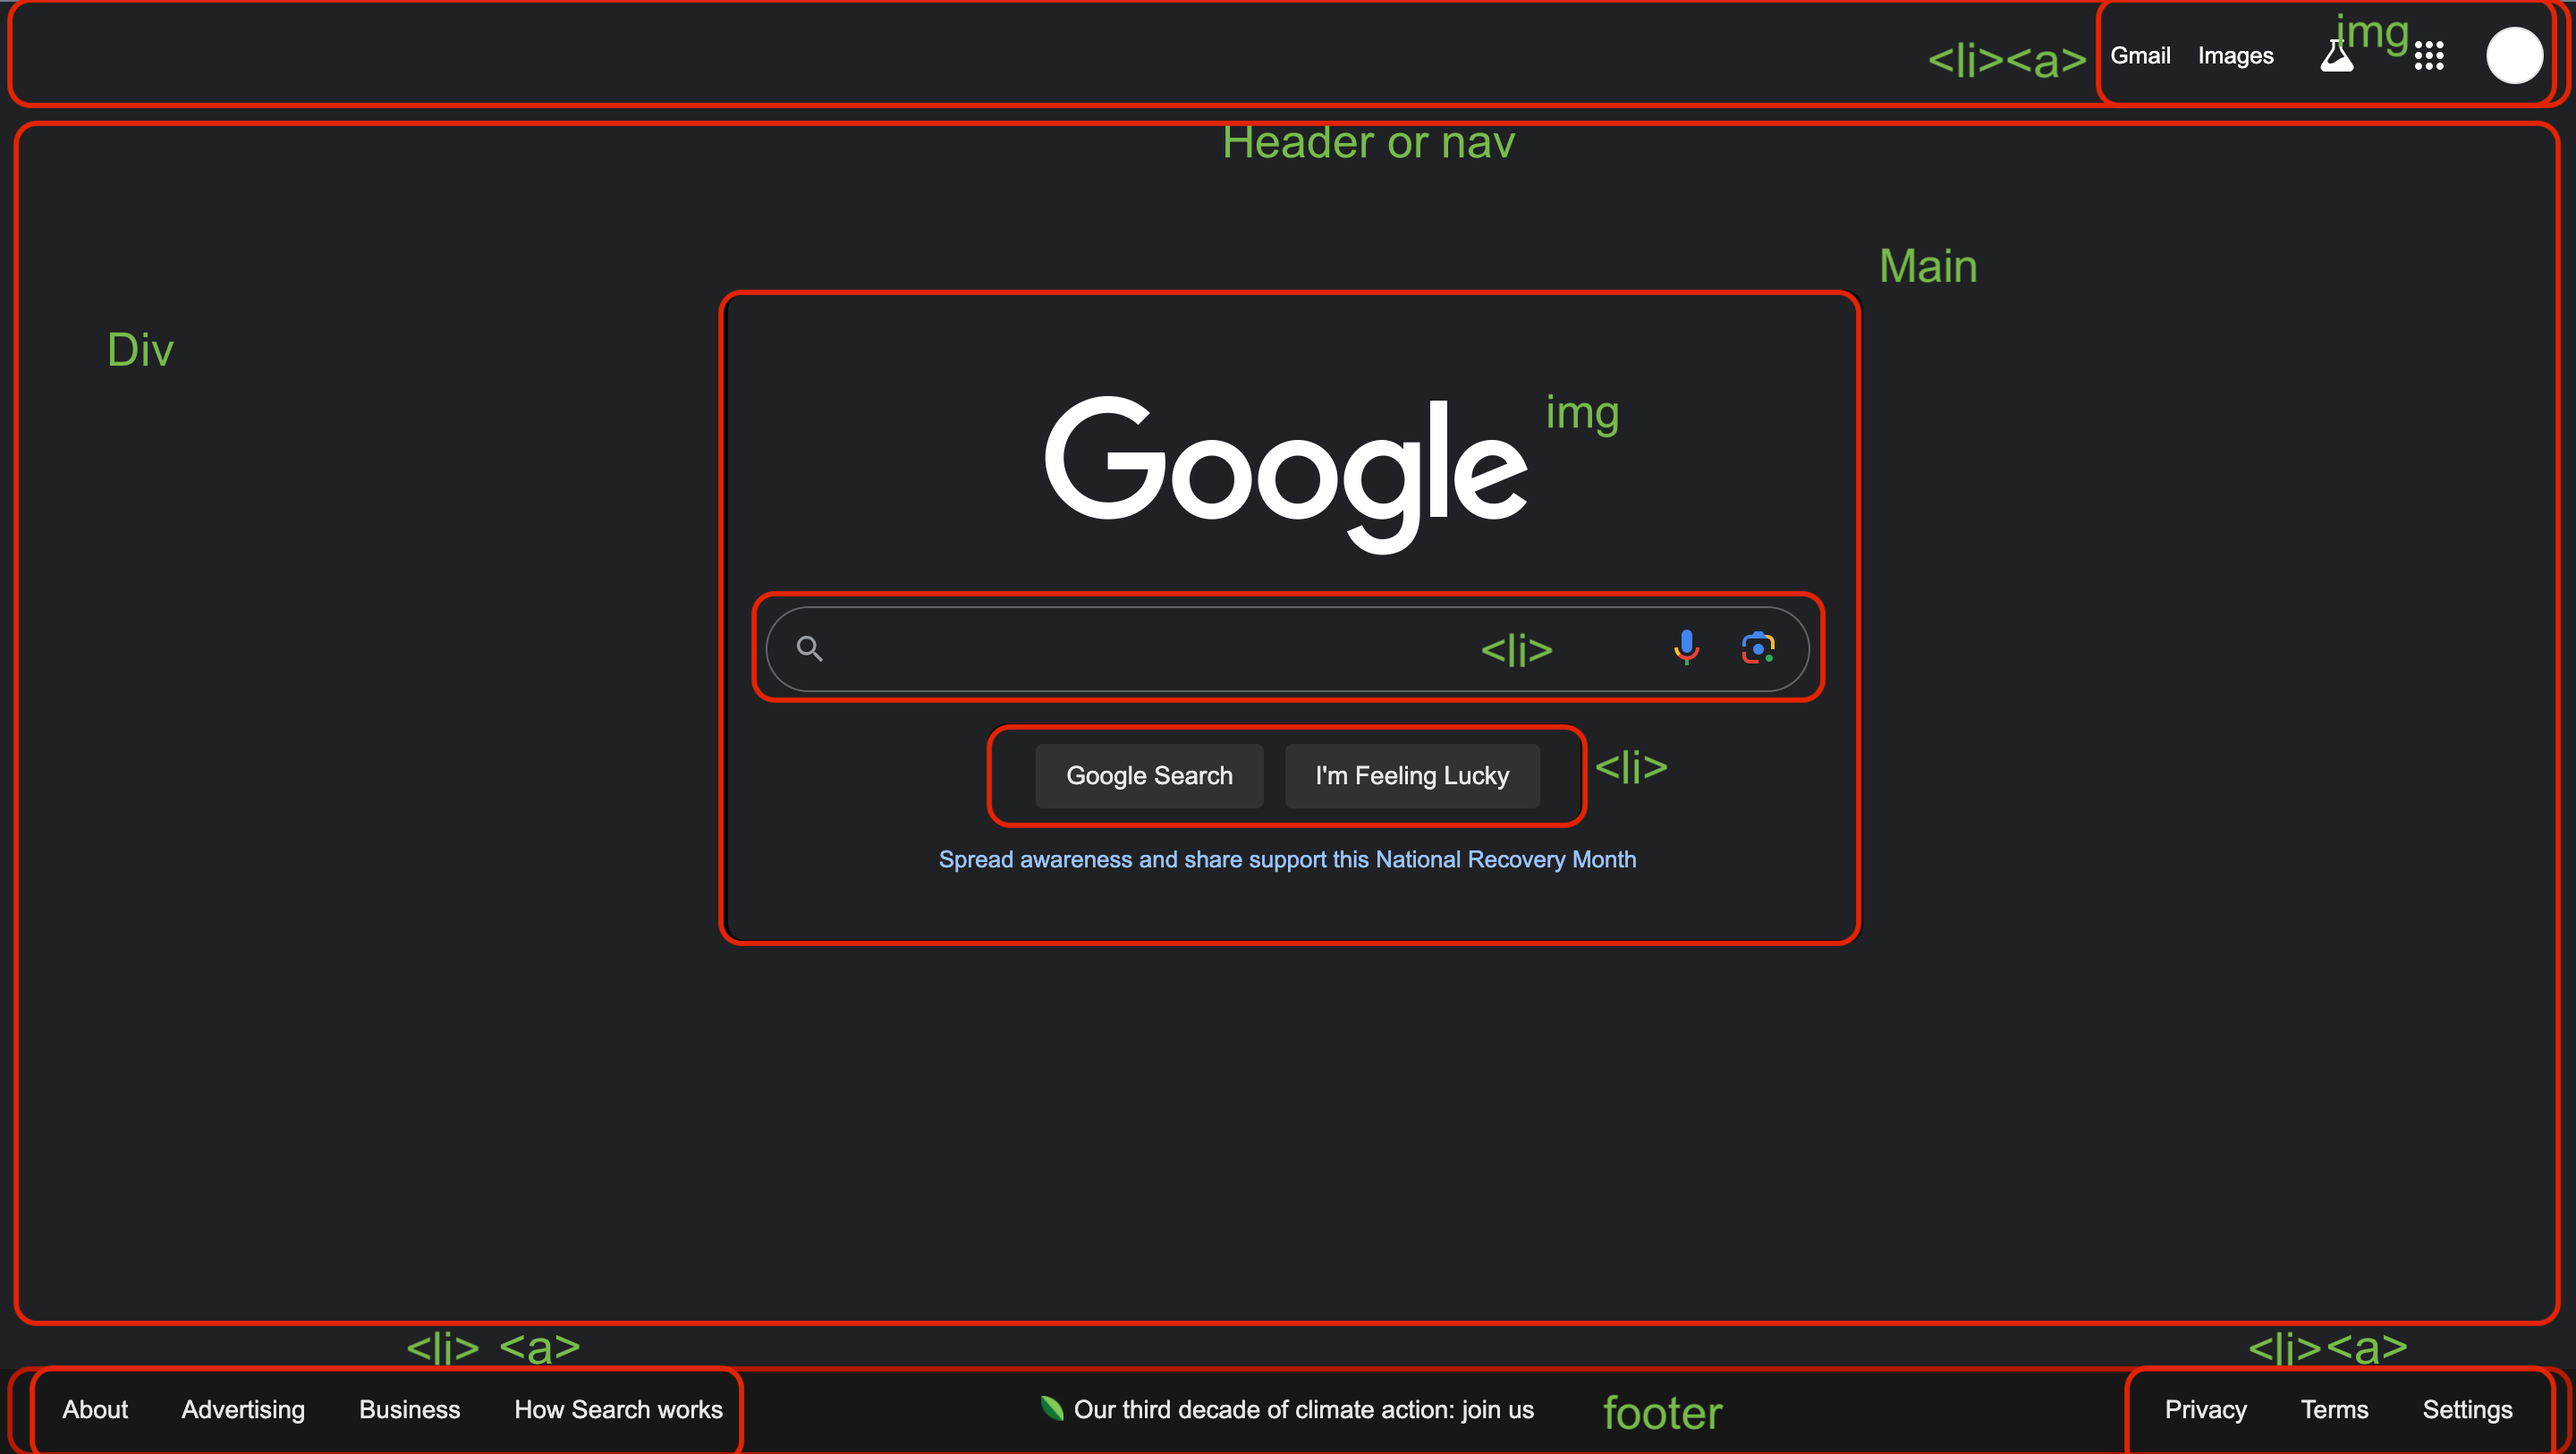 <li><a> Gmail Images img
Header or nav
Main
Div
Google img
<li>
Google Search I'm Feeling Lucky <li>
Spread awareness and share support this National Recovery Month
<li> <a> <li><a>
About Advertising Business How Search works Our third decade of climate action: join us footer Privacy Terms Settings